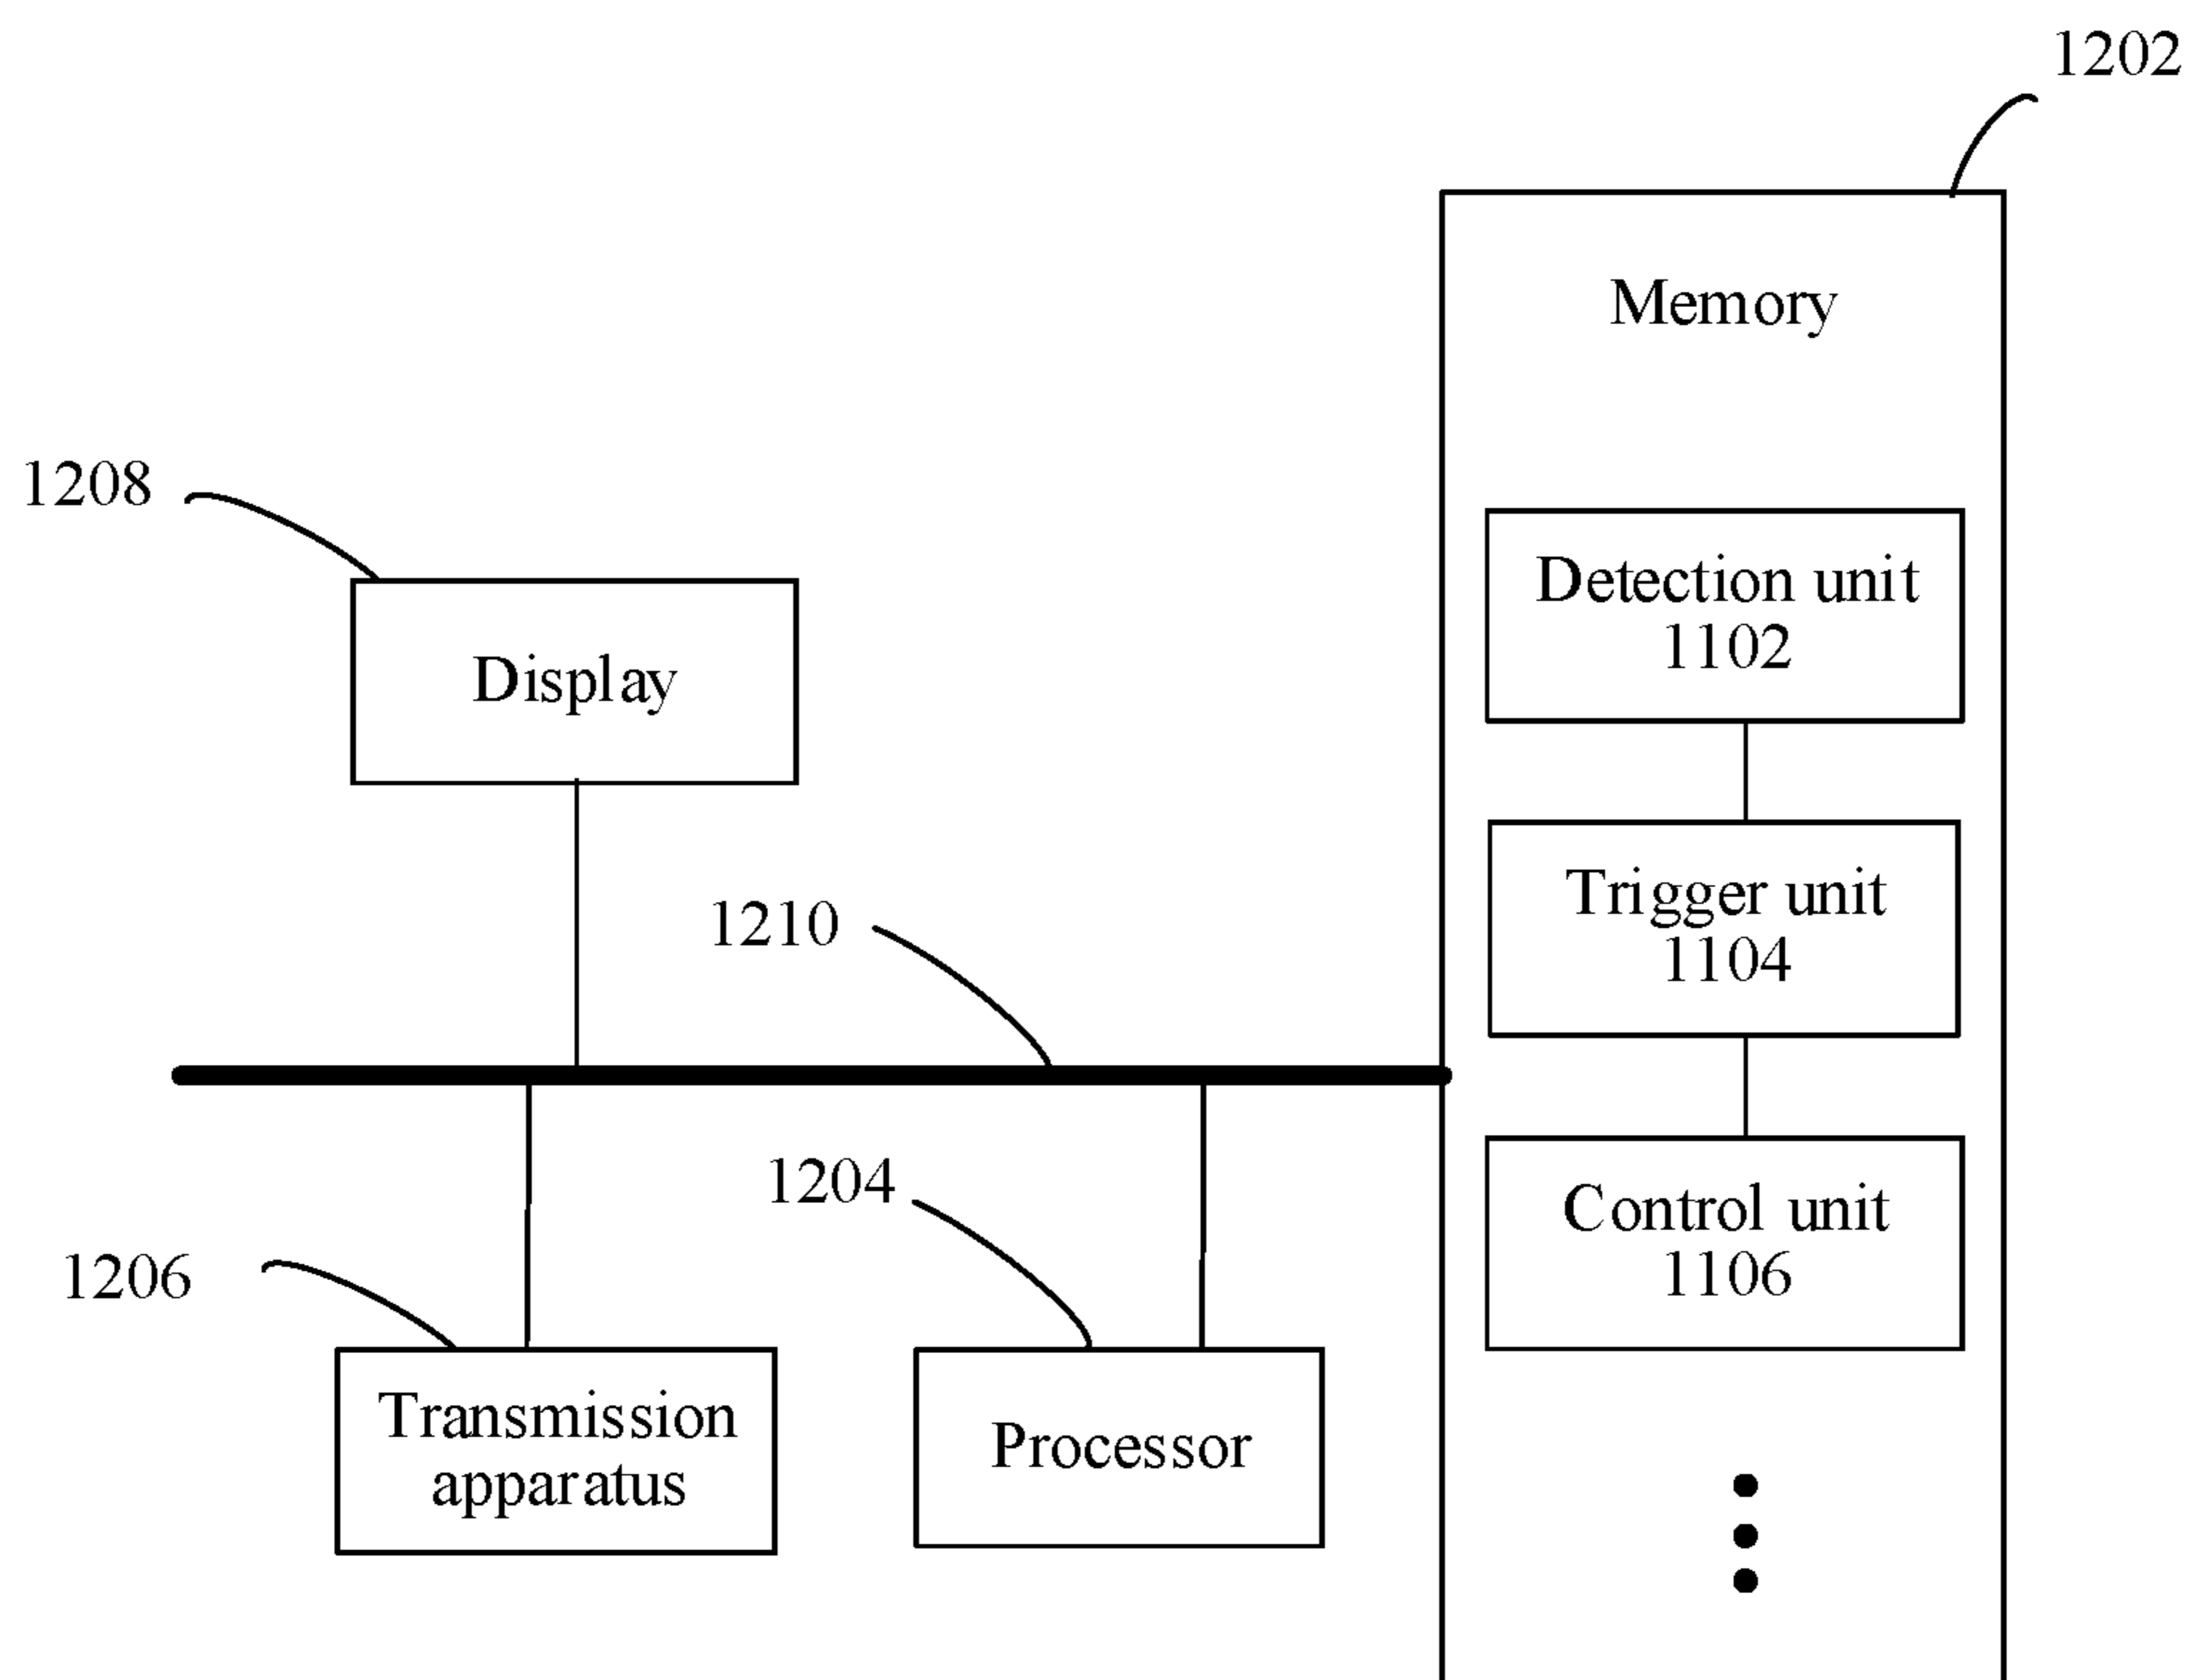 1202
Memory
1208
Display
Detection unit
1102
1210
Trigger unit
1104
1204
Control unit
1106
1206
Transmission
apparatus
Processor